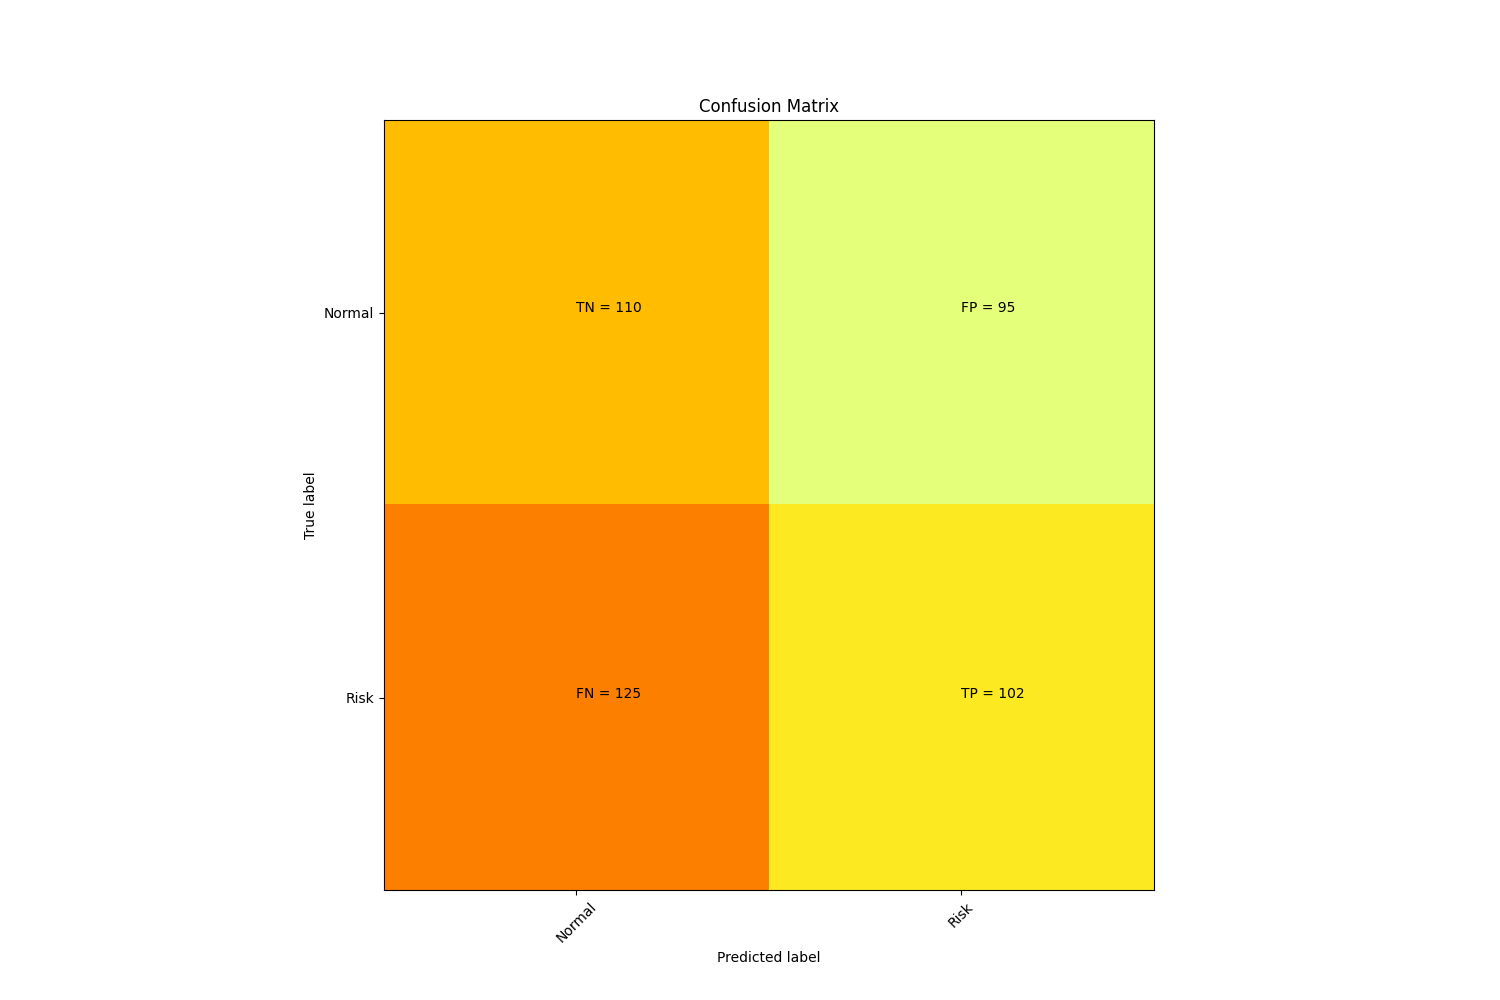 Confusion Matrix
Normal
TN = 110
FP = 95
True label
Risk
FN = 125
TP = 102
Normal
Risk
Predicted label